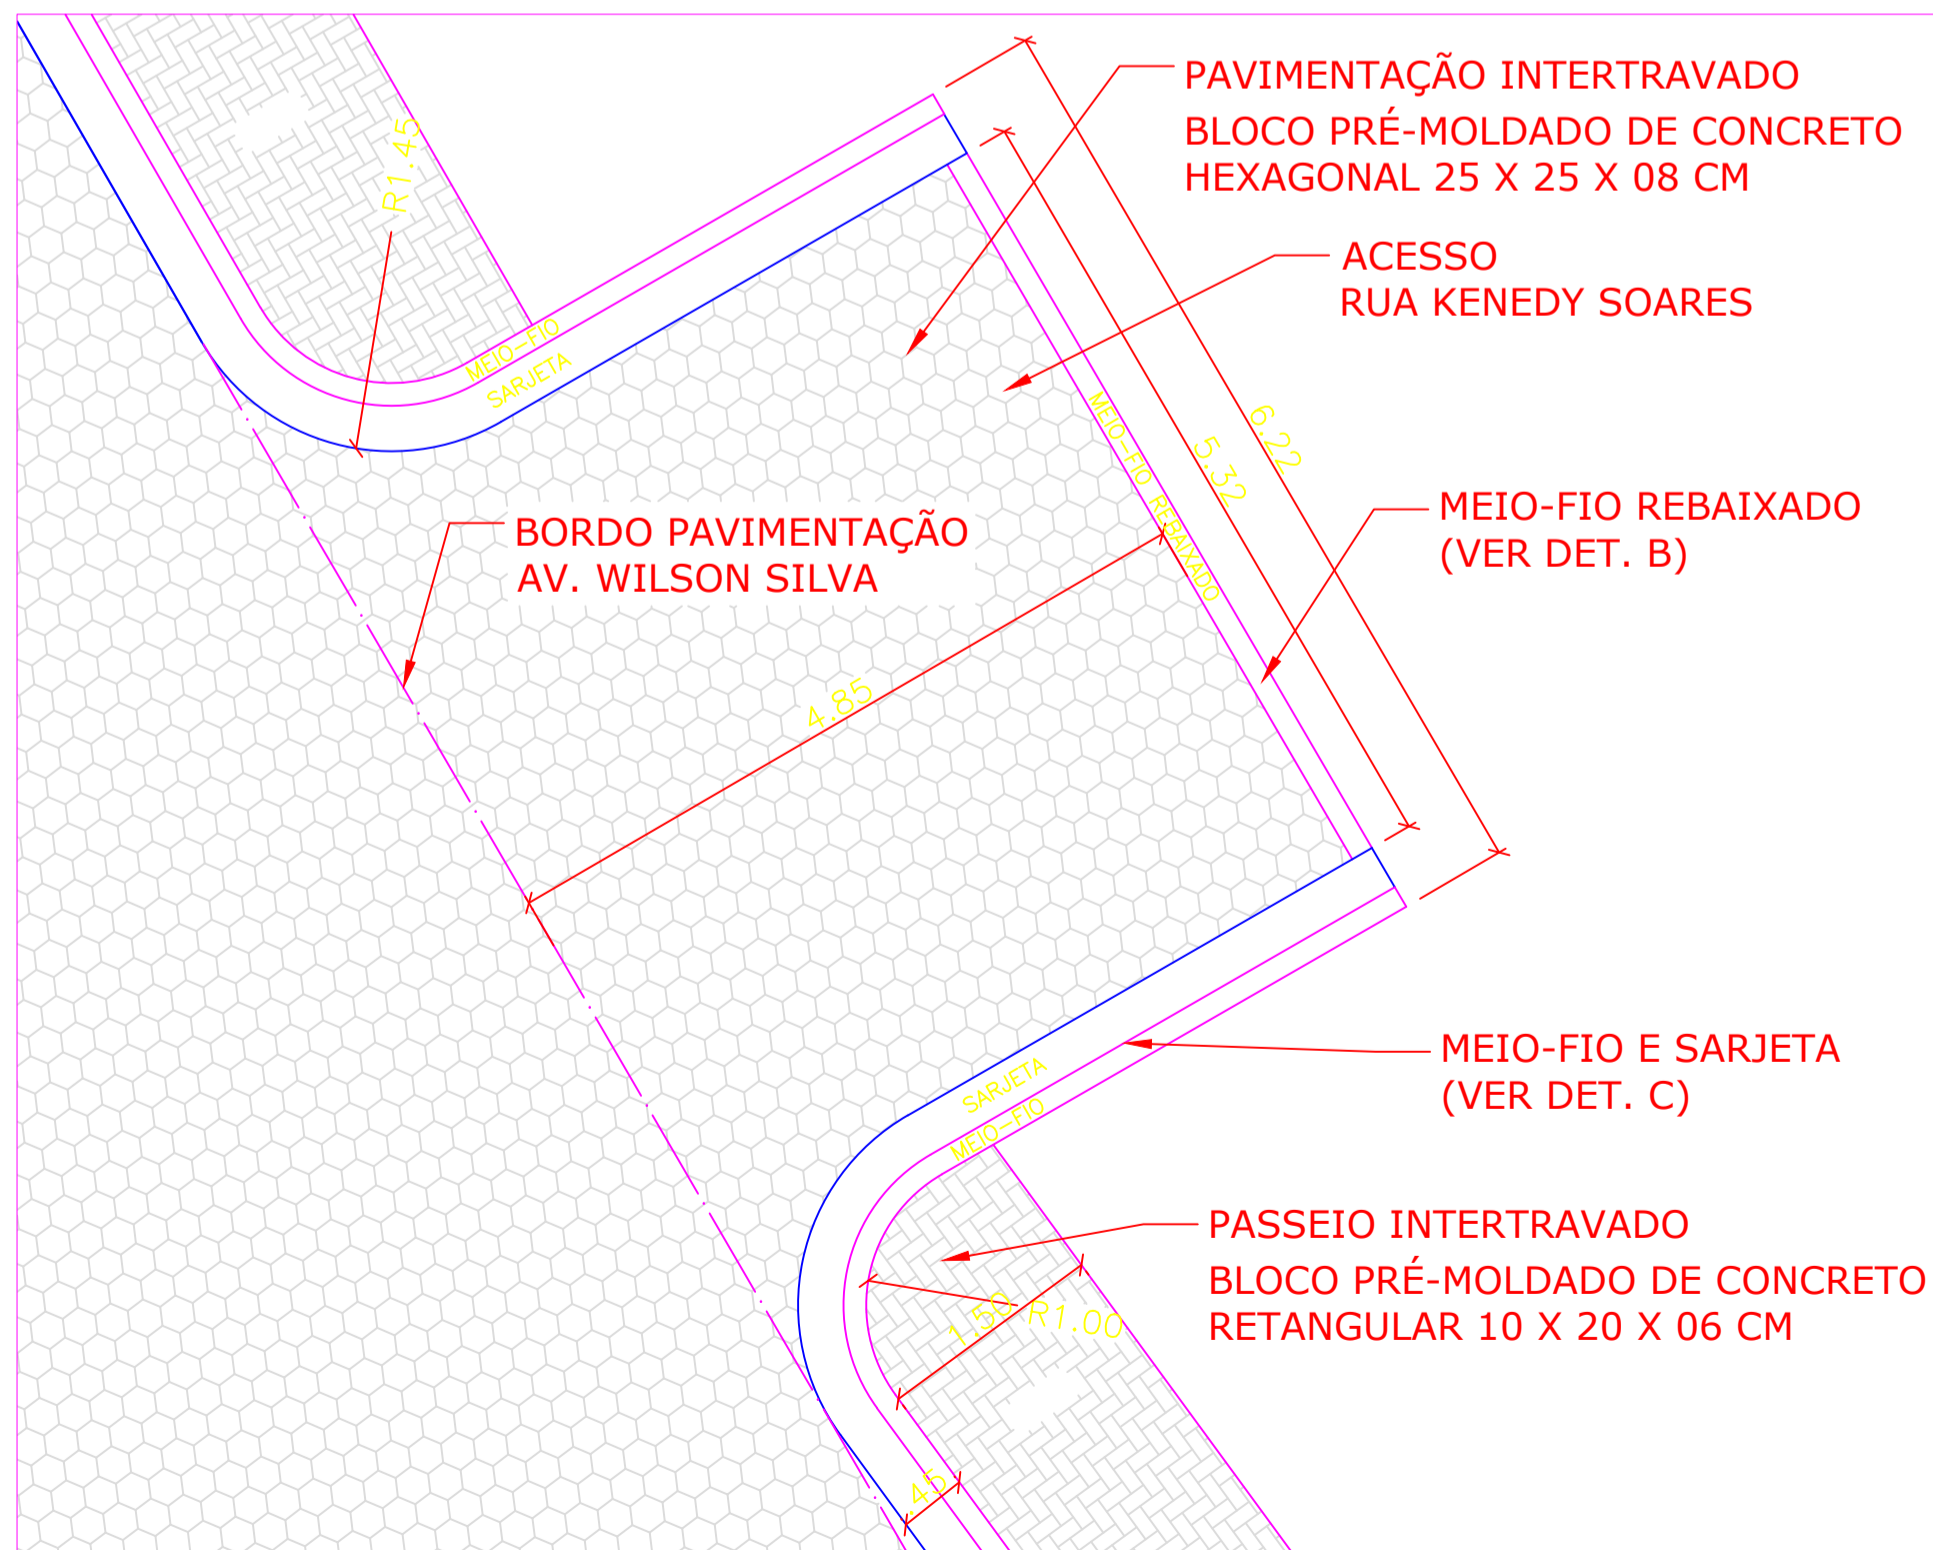 PAVIMENTAÇÃO INTERTRAVADO
BLOCO PRÉ-MOLDADO DE CONCRETO
HEXAGONAL 25 X 25 X 08 CM
R1.45
ACESSO
RUA KENEDY SOARES
MEIO-FIO
SARJETA
MEIO-FIO REBAIXADO
5.32
6.22
MEIO-FIO REBAIXADO
(VER DET. B)
BORDO PAVIMENTAÇÃO
AV. WILSON SILVA
4.85
MEIO-FIO E SARJETA
(VER DET. C)
SARJETA
MEIO-FIO
PASSEIO INTERTRAVADO
BLOCO PRÉ-MOLDADO DE CONCRETO
RETANGULAR 10 X 20 X 06 CM
1.50
R1.00
.45